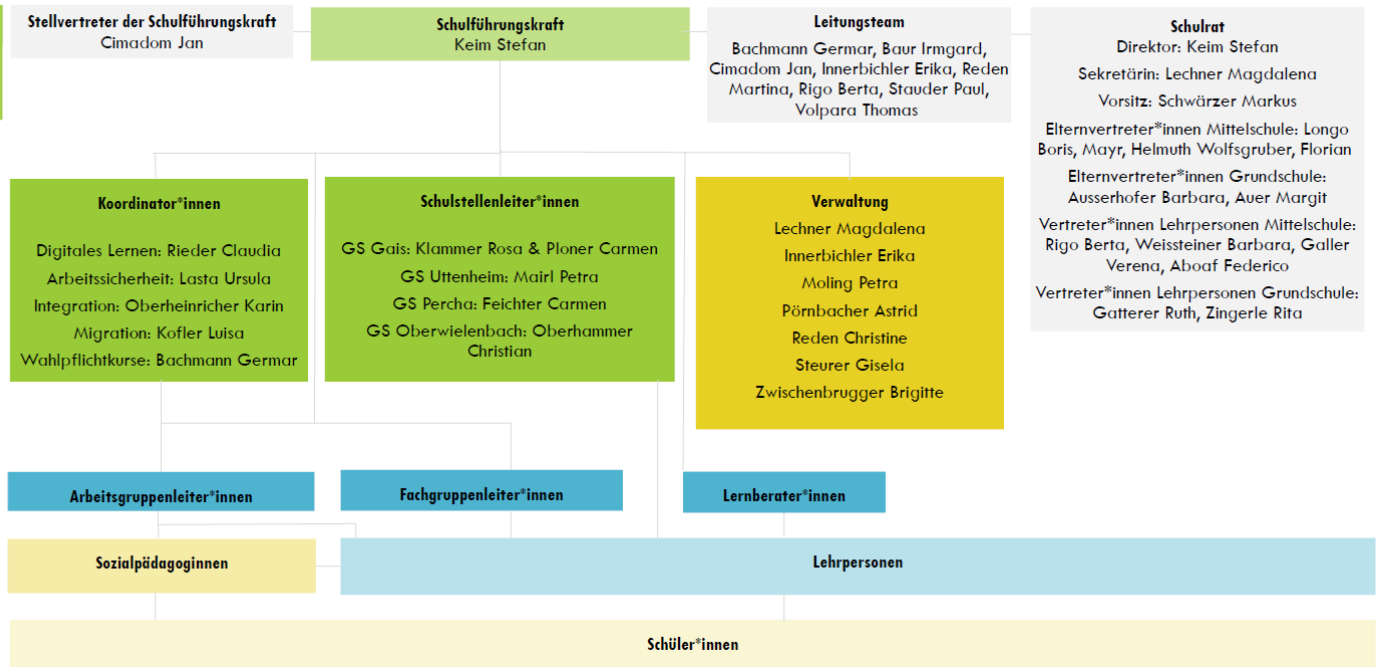 Stellvertreter der Schulführungskraft
Cimadom Jan
Schulführungskraft
Keim Stefan
Leitungsteam
Bachmann Germar, Baur Irmgard,
Cimadom Jan, Innerbichler Erika, Reden
Martina, Rigo Berta, Stauder Paul,
Volpara Thomas
Schulrat
Direktor: Keim Stefan
Sekretärin: Lechner Magdalena
Vorsitz: Schwärzer Markus
Elternvertreter*innen Mittelschule: Longo
Boris, Mayr, Helmuth Wolfsgruber, Florian
Elternvertreter*innen Grundschule:
Ausserhofer Barbara, Auer Margit
Vertreter*innen Lehrpersonen Mittelschule:
Rigo Berta, Weissteiner Barbara, Galler
Verena, Aboaf Federico
Vertreter*innen Lehrpersonen Grundschule:
Gatterer Ruth, Zingerle Rita
Koordinator*innen
Digitales Lernen: Rieder Claudia
Arbeitssicherheit: Lasta Ursula
Integration: Oberheinricher Karin
Migration: Kofler Luisa
Wahlpflichtkurse: Bachmann Germar
Schulstellenleiter*innen
GS Gais: Klammer Rosa & Ploner Carmen
GS Uttenheim: Mairl Petra
GS Percha: Feichter Carmen
GS Oberwielenbach: Oberhammer
Christian
Verwaltung
Lechner Magdalena
Innerbichler Erika
Moling Petra
Pörnbacher Astrid
Reden Christine
Steurer Gisela
Zwischenbrugger Brigitte
Arbeitsgruppenleiter*innen
Fachgruppenleiter*innen
Lernberater*innen
Sozialpädagoginnen
Lehrpersonen
Schüler*innen